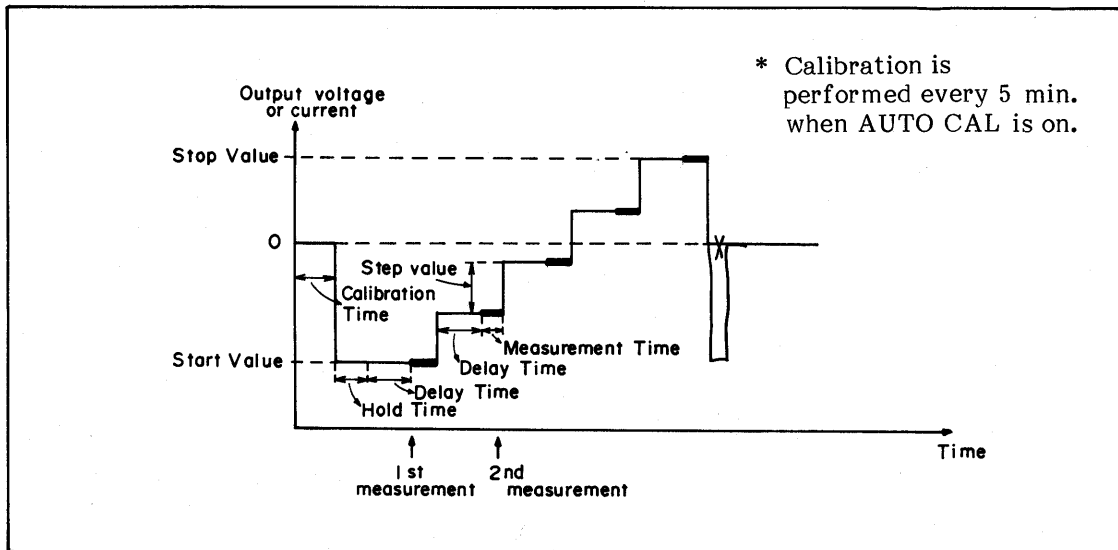 * Calibration is
performed every 5 min.
when AUTO CAL is on.
Output voltage
or current
Stop Value
0
Step value
Calibration
Time
Measurement Time
Start Value
Delay Time
Delay Time
Hold Time
Time
1st
measurement
2nd
measurement